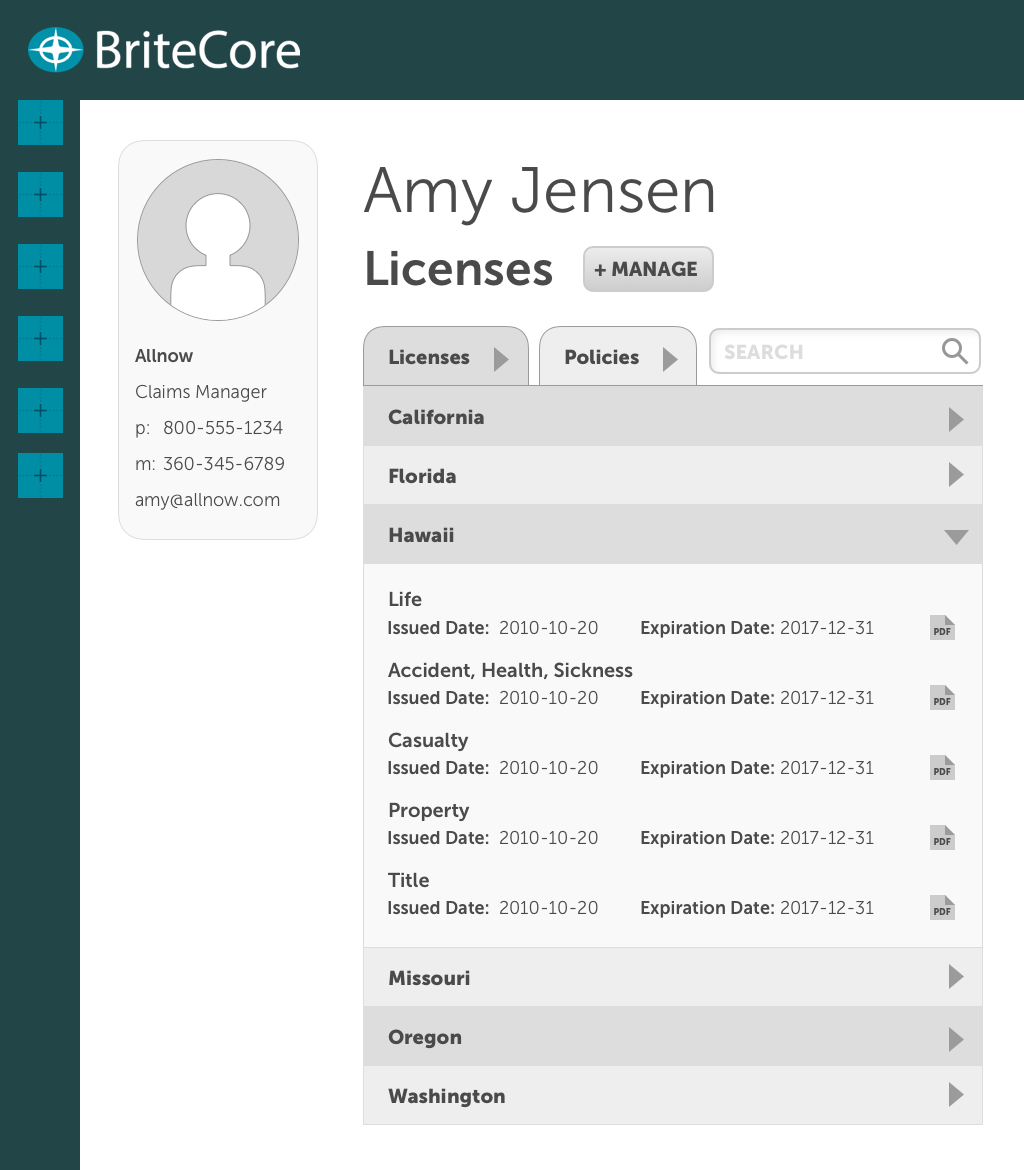 BriteCore
Allnow
Claims Manager
p: 800-555-1234
m: 360-345-6789
amy@allnow.com
Amy Jensen
Licenses
+ MANAGE
Licenses
Policies
SEARCH
California
Florida
Hawaii
Life
Issued Date: 2010-10-20 Expiration Date: 2017-12-31 PDF
Accident, Health, Sickness
Issued Date: 2010-10-20 Expiration Date: 2017-12-31 PDF
Casualty
Issued Date: 2010-10-20 Expiration Date: 2017-12-31 PDF
Property
Issued Date: 2010-10-20 Expiration Date: 2017-12-31 PDF
Title
Issued Date: 2010-10-20 Expiration Date: 2017-12-31 PDF
Missouri
Oregon
Washington